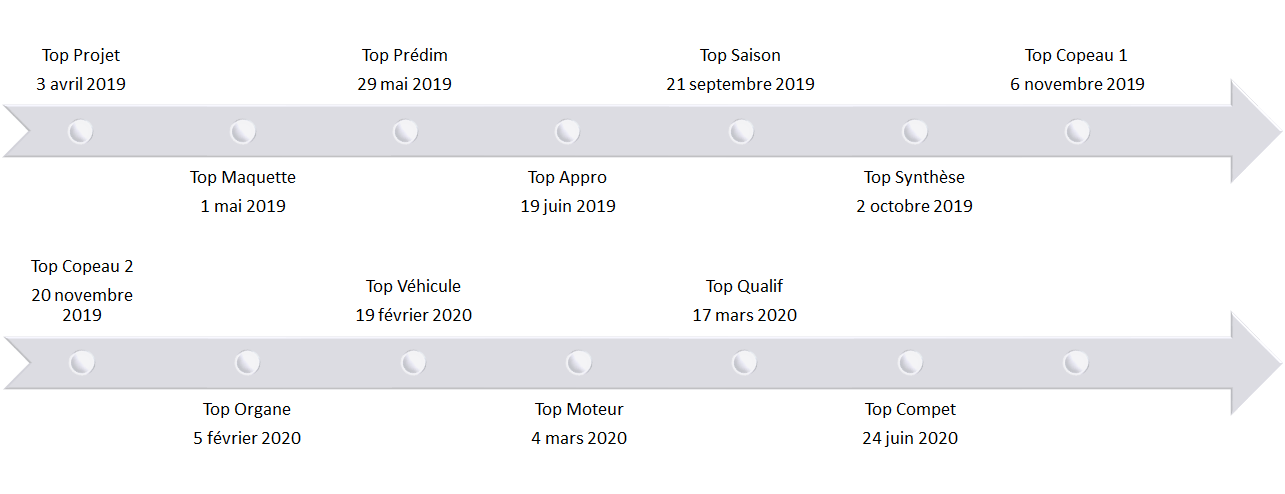 Top Projet
3 avril 2019
Top Maquette
1 mai 2019
Top Prédim
29 mai 2019
Top Appro
19 juin 2019
Top Saison
21 septembre 2019
Top Synthèse
2 octobre 2019
Top Copeau 1
6 novembre 2019
Top Copeau 2
20 novembre
2019
Top Organe
5 février 2020
Top Véhicule
19 février 2020
Top Moteur
4 mars 2020
Top Qualif
17 mars 2020
Top Compet
24 juin 2020